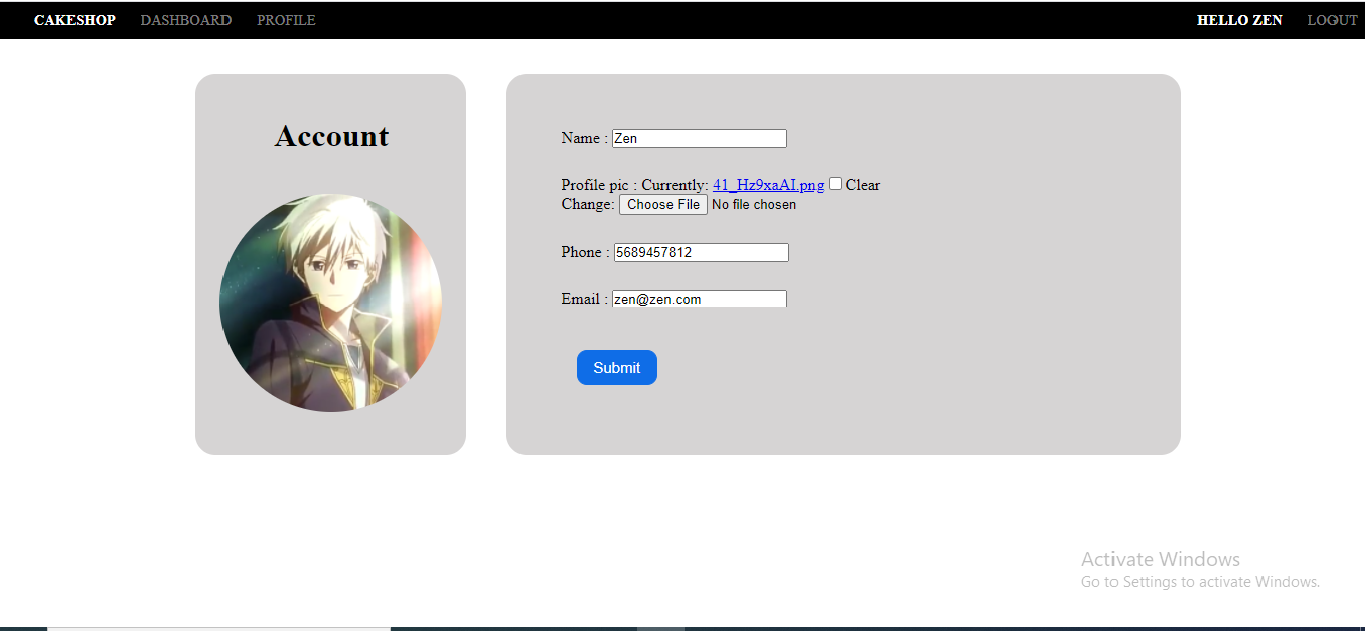 CAKESHOP DASHBOARD PROFILE HELLO ZEN LOGOUT
Account
Name : Zen
Profile pic : Currently: 41_Hz9xaAI.png Clear
Change: Choose File No file chosen
Phone : 5689457812
Email : zen@zen.com
Submit
Activate Windows
Go to Settings to activate Windows.